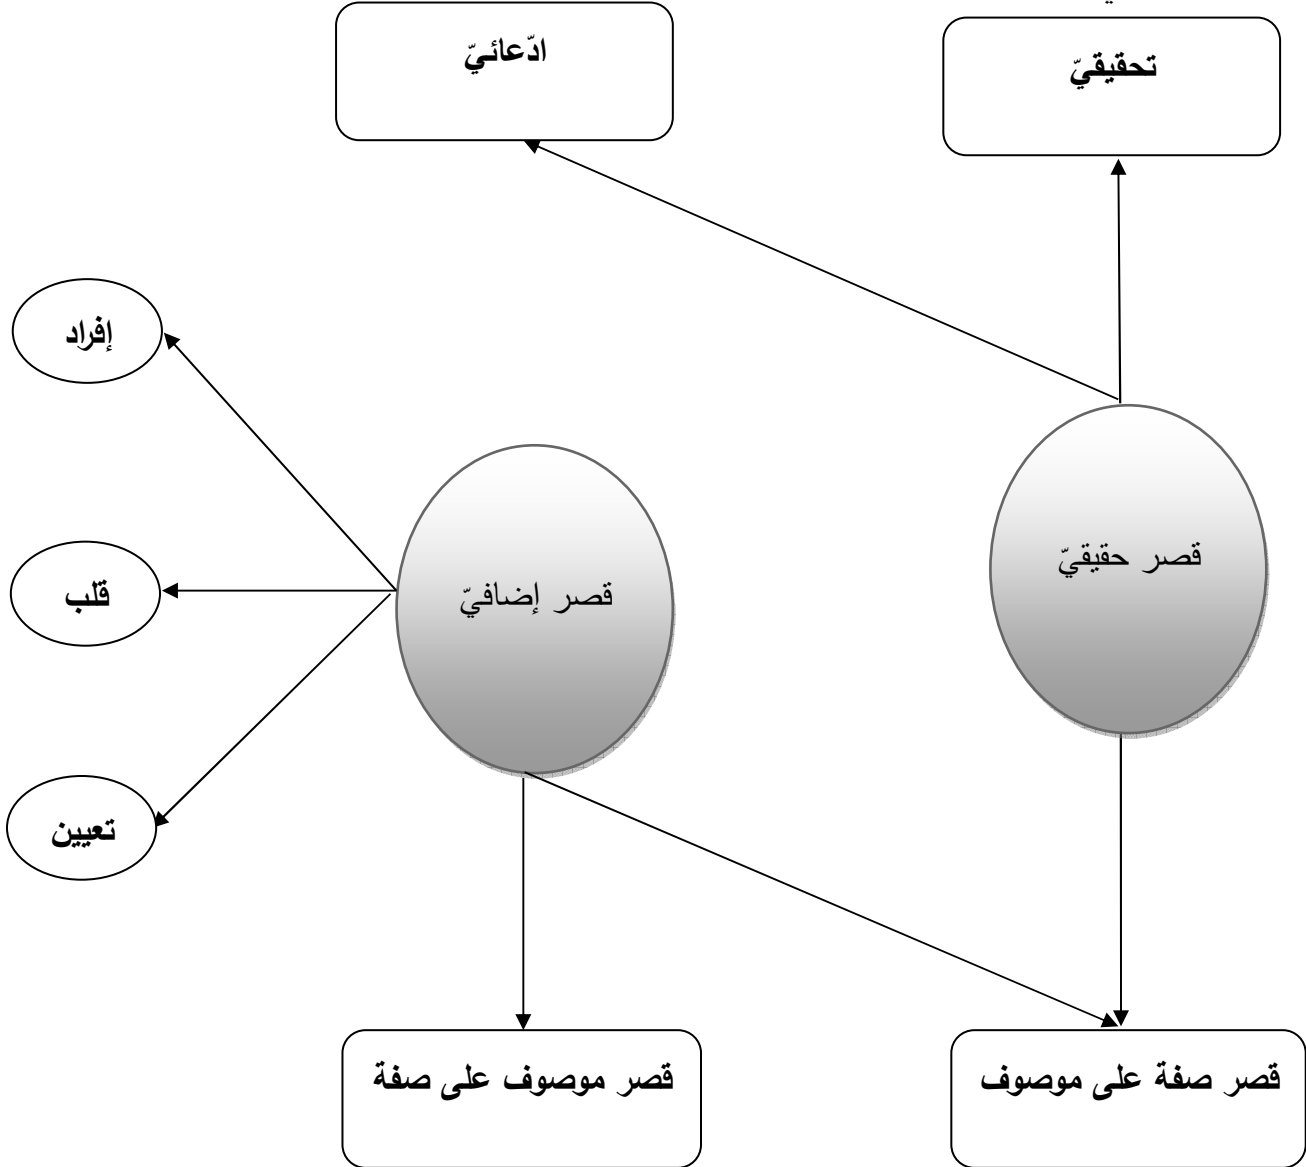 تحقيقيّ
ادّعائيّ
إفراد
قصر حقيقيّ
قصر إضافيّ
قلب
تعيين
قصر صفة على موصوف
قصر موصوف على صفة